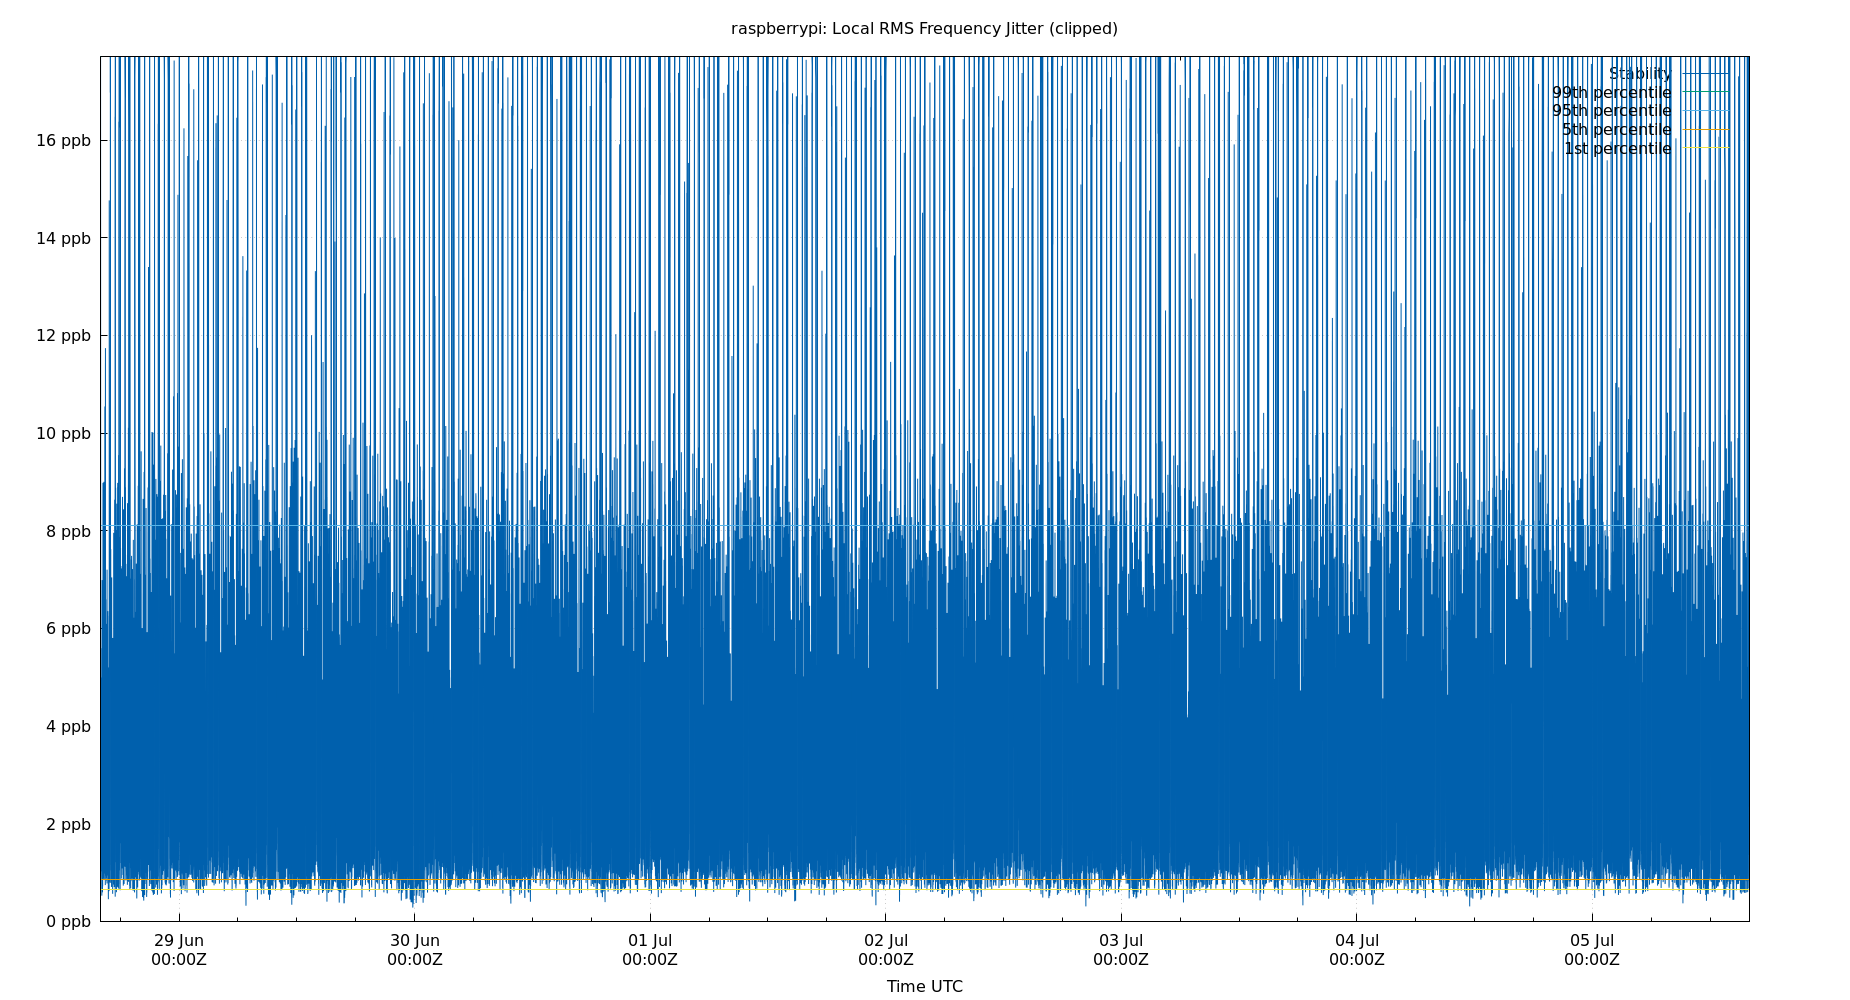 raspberrypi: Local RMS Frequency Jitter (clipped)
Stability
99th percentile
95th percentile
5th percentile
1st percentile
16 ppb
14 ppb
12 ppb
10 ppb
8 ppb
6 ppb
4 ppb
2 ppb
0 ppb
29 Jun 30 Jun 01 Jul 02 Jul 03 Jul 04 Jul 05 Jul
00:00Z 00:00Z 00:00Z 00:00Z 00:00Z 00:00Z 00:00Z
Time UTC